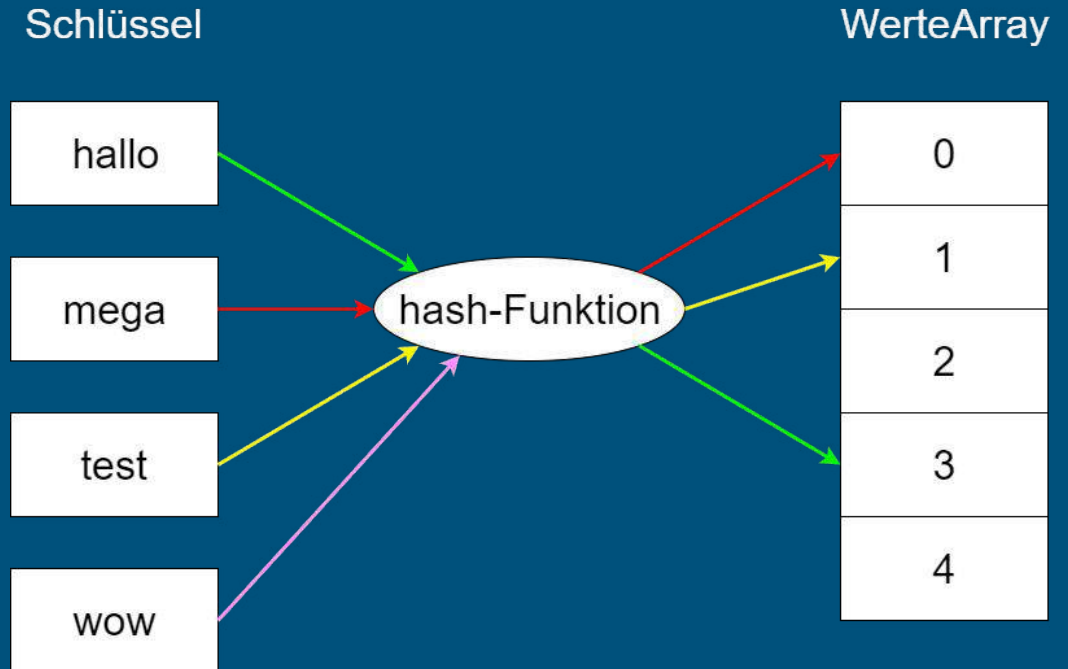 Schlüssel
WerteArray
hallo
mega
test
wow
hash-Funktion
0
1
2
3
4